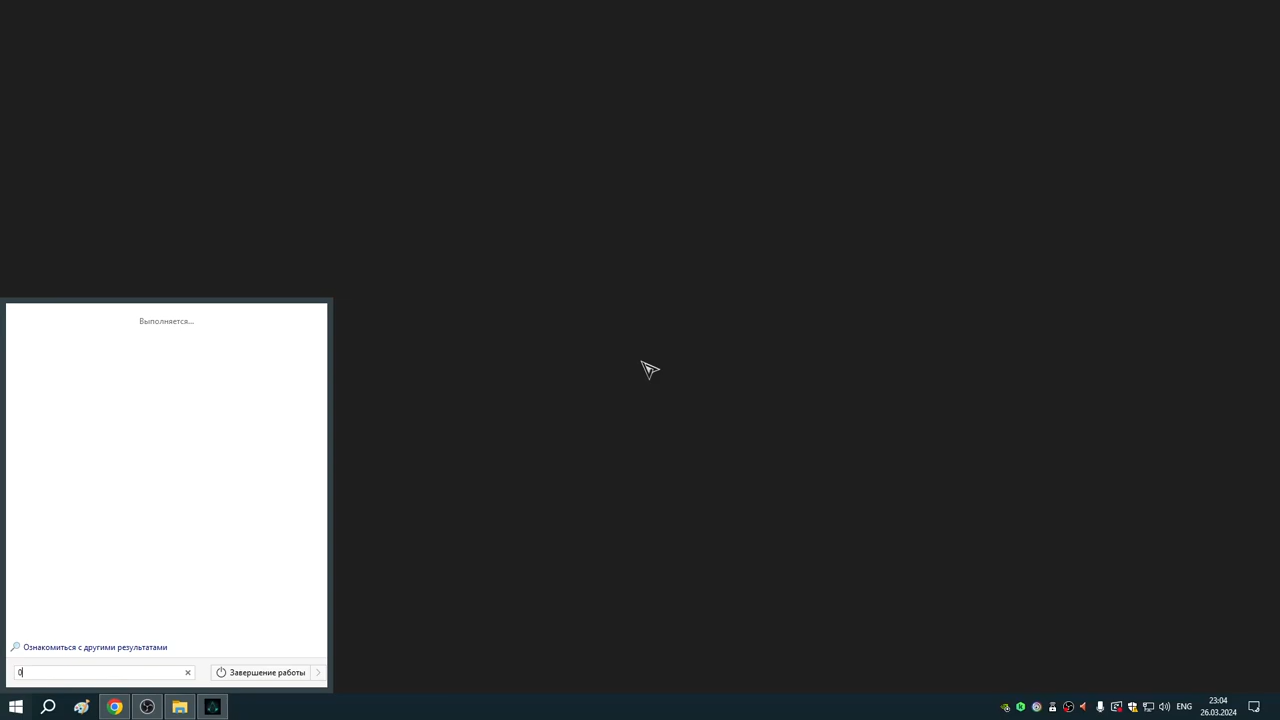 Выполняется...
Ознакомиться с другими результатами
0
Завершение работы
ENG
23:04
26.03.2024